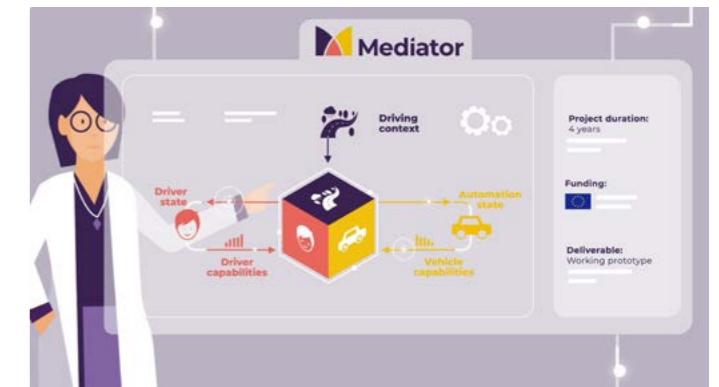 Mediator
Driving
context
Driver
state
Automation
state
Driver
capabilities
Vehicle
capabilities
Project duration:
4 years
Funding:
Deliverable:
Working prototype